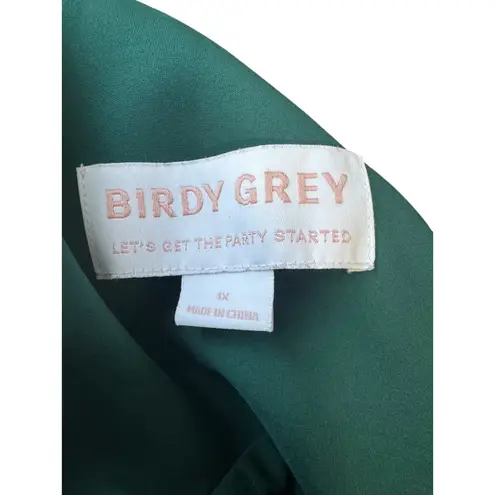 BIRDY GREY
LET'S GET THE PARTY STARTED
1X
MADE IN CHINA